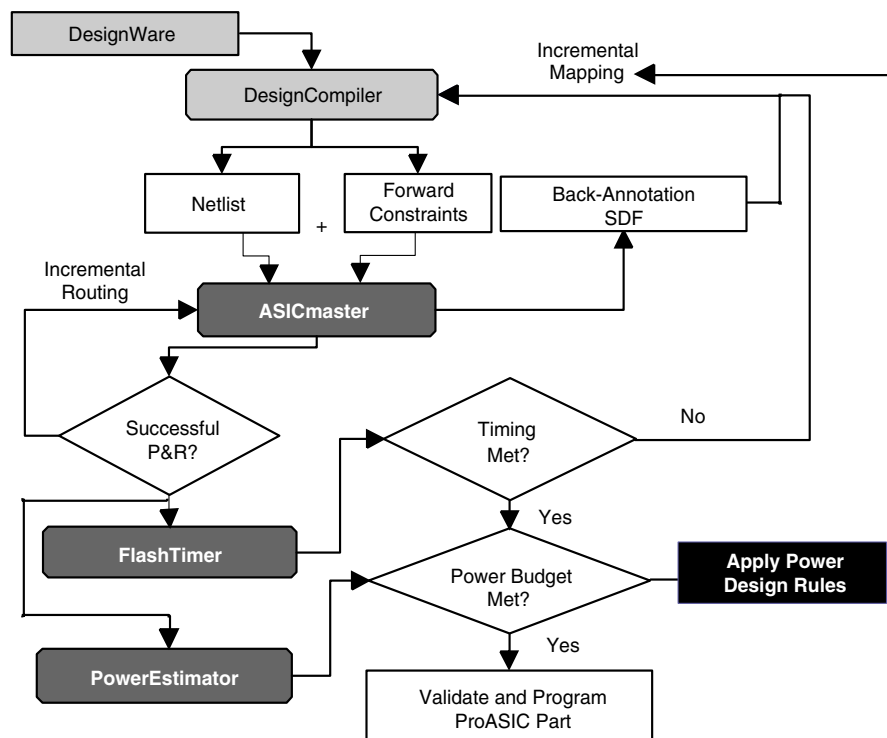 DesignWare
Incremental
Mapping
DesignCompiler
Netlist
+
Forward
Constraints
Back-Annotation
SDF
Incremental
Routing
ASICmaster
Successful
P&R?
Timing
Met?
No
Yes
FlashTimer
Power Budget
Met?
Apply Power
Design Rules
Yes
PowerEstimator
Validate and Program
ProASIC Part